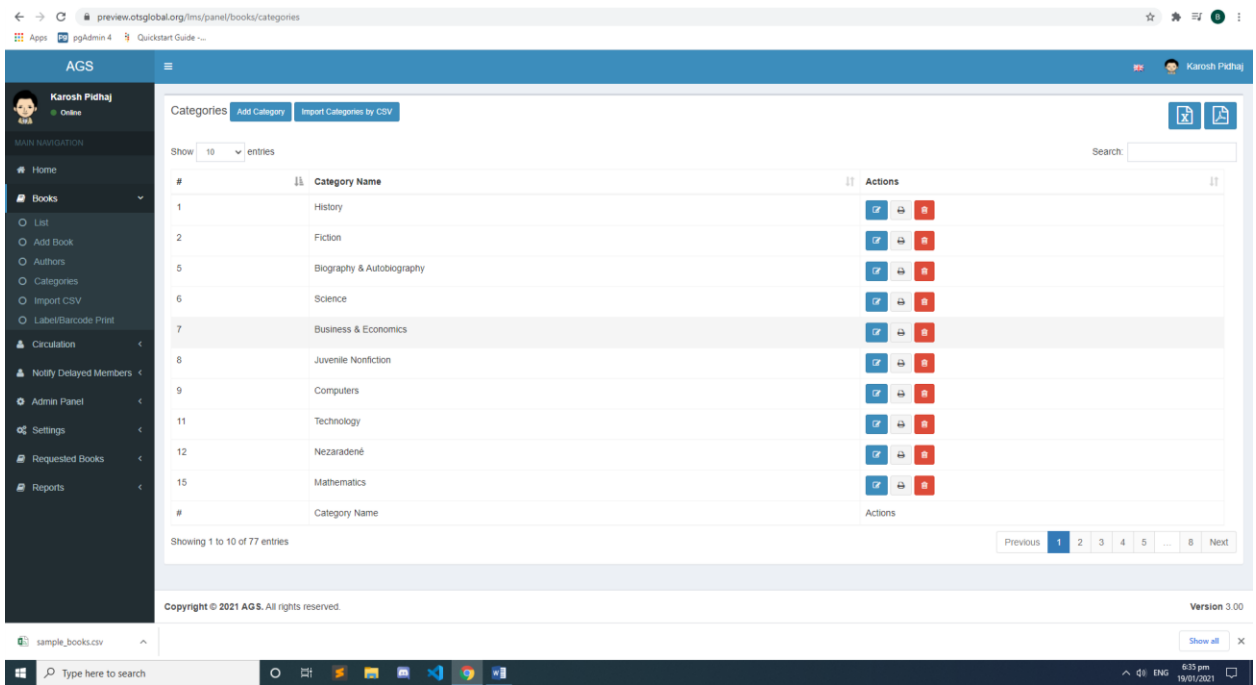 preview.otsglobal.org/lms/panel/books/categories
B
Apps Pg pgAdmin 4 Quickstart Guide -...
AGS
Karosh Pidhaj
Karosh Pidhaj
Online
MAIN NAVIGATION
Home
Books
List
Add Book
Authors
Categories
Import CSV
Label/Barcode Print
Circulation
Notify Delayed Members
Admin Panel
Settings
Requested Books
Reports
Categories Add Category Import Categories by CSV
Show 10 entries Search:
# Category Name Actions
1 History
2 Fiction
5 Biography & Autobiography
6 Science
7 Business & Economics
8 Juvenile Nonfiction
9 Computers
11 Technology
12 Nezaradené
15 Mathematics
# Category Name Actions
Showing 1 to 10 of 77 entries Previous 1 2 3 4 5 ... 8 Next
Copyright © 2021 AGS. All rights reserved. Version 3.00
sample_books.csv Show all
Type here to search ENG 6:35 pm
19/01/2021